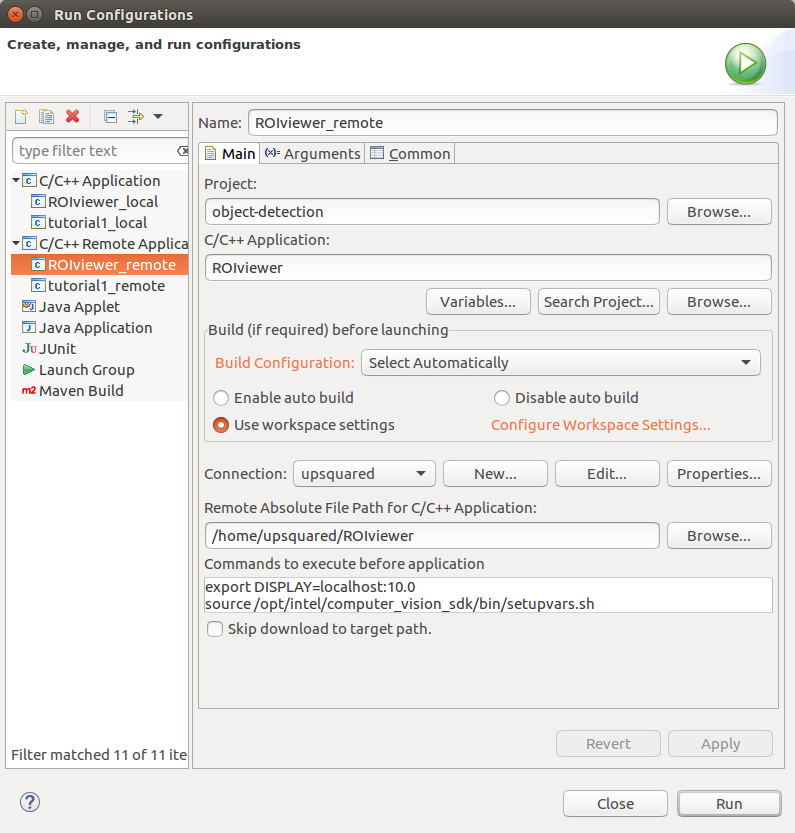 Run Configurations
Create, manage, and run configurations
type filter text
C/C++ Application
ROIviewer_local
tutorial1_local
C/C++ Remote Applica
ROIviewer_remote
tutorial1_remote
Java Applet
Java Application
Ju JUnit
Launch Group
m2 Maven Build
Filter matched 11 of 11 ite
Name: ROIviewer_remote
Main (x)= Arguments Common
Project:
object-detection Browse...
C/C++ Application:
ROIviewer
Variables... Search Project... Browse...
Build (if required) before launching
Build Configuration: Select Automatically
Enable auto build Disable auto build
Use workspace settings Configure Workspace Settings...
Connection: upsquared New... Edit... Properties...
Remote Absolute File Path for C/C++ Application:
/home/upsquared/ROIviewer Browse...
Commands to execute before application
export DISPLAY=localhost:10.0
source /opt/intel/computer_vision_sdk/bin/setupvars.sh
Skip download to target path.
Revert Apply
? Close Run